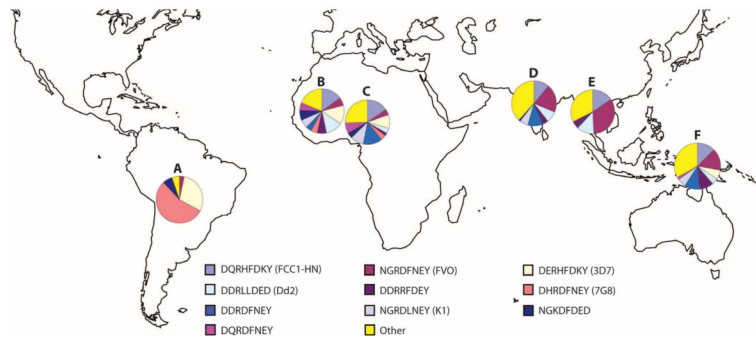 B
C
D
E
A
F
DQRHFDKY (FCC1-HN)
NGRDFNEY (FVO)
DERHFDKY (3D7)
DDRLLDED (Dd2)
DDRRFDEY
DHRDFNEY (7G8)
DDRDFNEY
NGRDLNEY (K1)
NGKDFDED
DQRDFNEY
Other